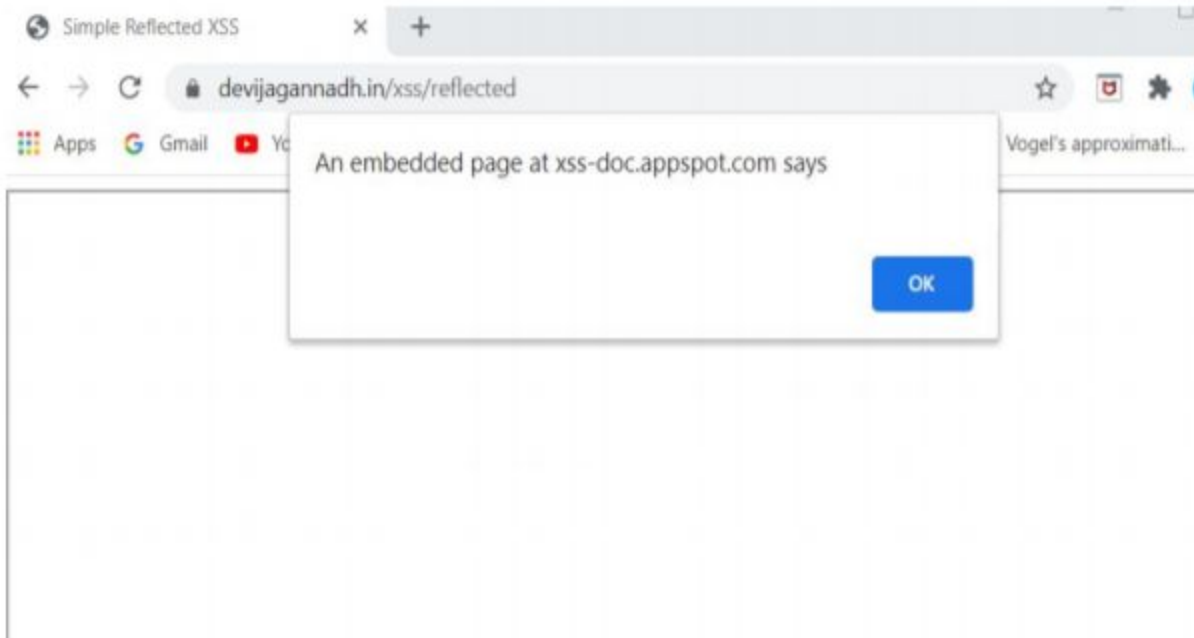 Simple Reflected XSS
devijagannadh.in/xss/reflected
Apps Gmail Yo Vogel's approximati...
An embedded page at xss-doc.appspot.com says
OK